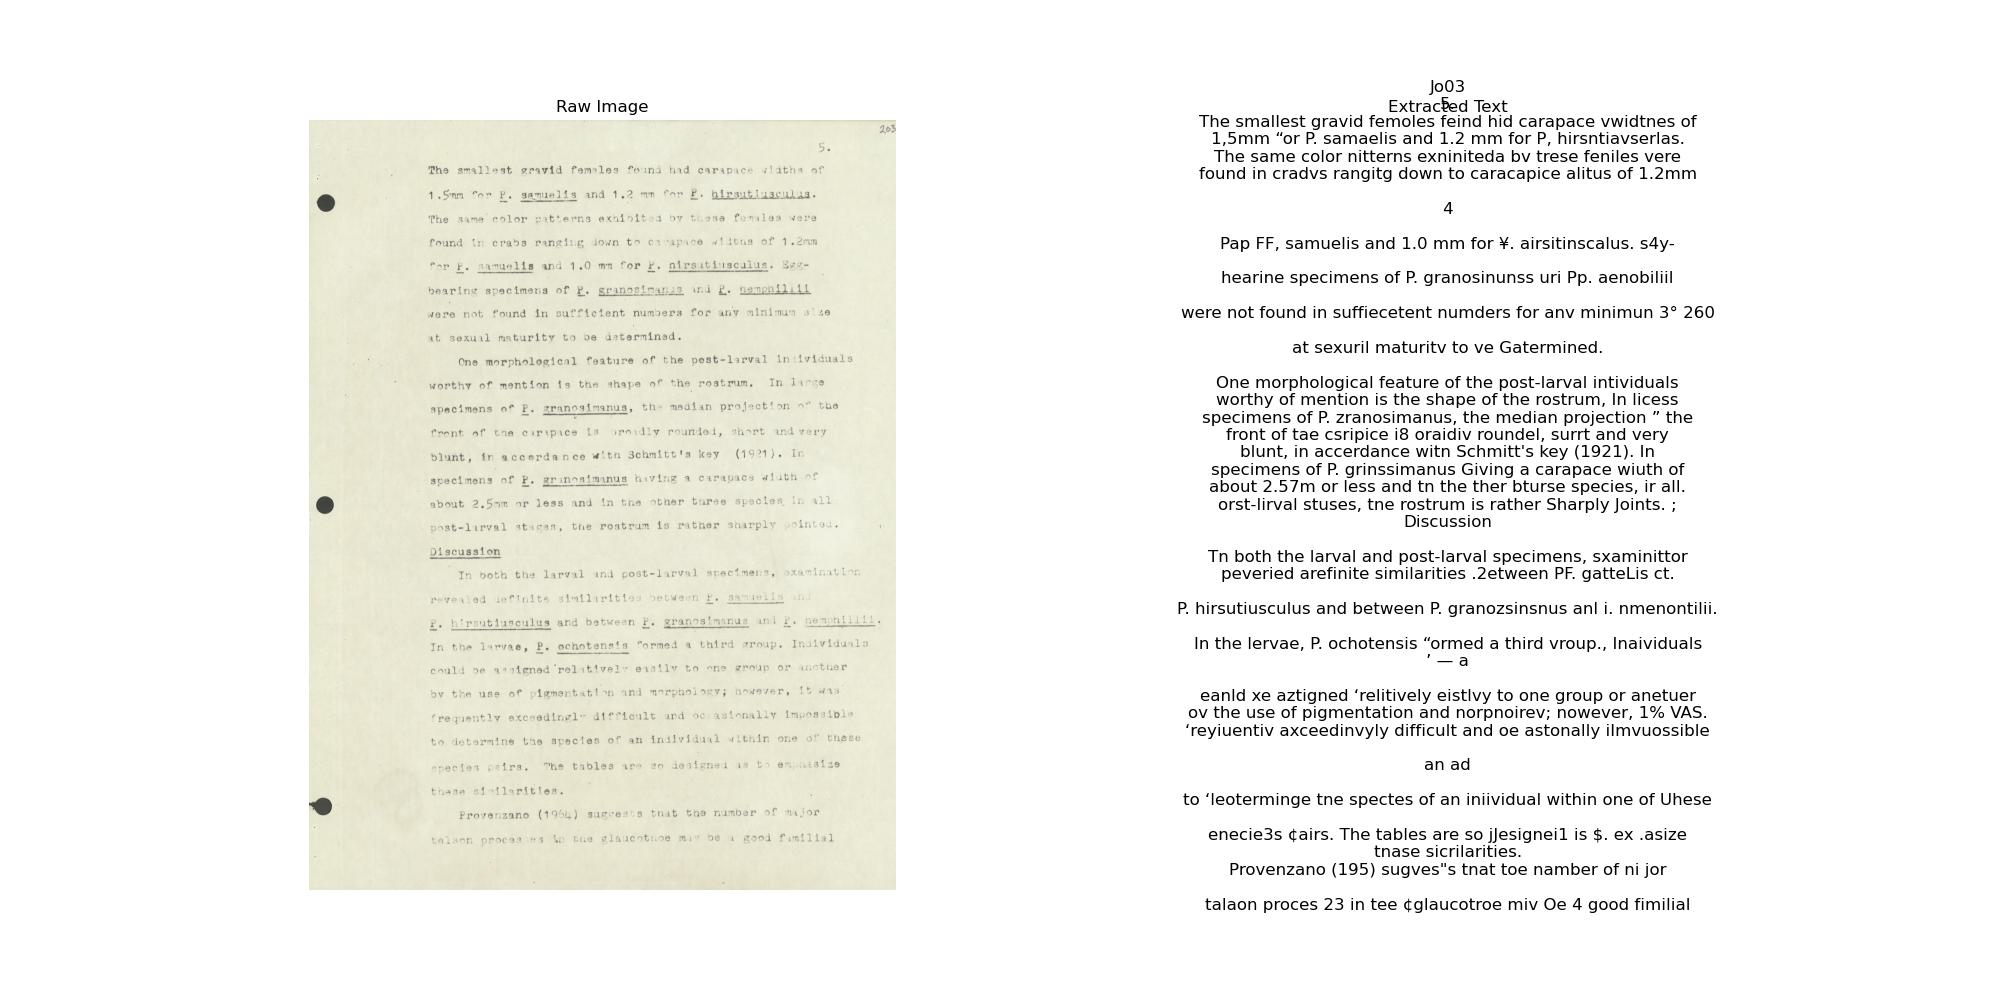 Raw Image
203
5.
The smallest gravid females found had carapace widths of
1.5mm for P. samuelis and 1.2 mm for P. hirsutiusculus.
The same color patterns exhibited by these females were
found in crabs ranging down to carapace widths of 1.2mm
for P. samuelis and 1.0 mm for P. hirsutiusculus. Egg-
bearing specimens of P. granosimanus and P. hemphillii
were not found in sufficient numbers for any minimum size
at sexual maturity to be determined.
One morphological feature of the post-larval individuals
worthy of mention is the shape of the rostrum. In large
specimens of P. granosimanus, the median projection of the
front of the carapace is broadly rounded, short and very
blunt, in accordance with Schmitt's key (1921). In
specimens of P. granosimanus having a carapace width of
about 2.5mm or less and in the other three species in all
post-larval stages, the rostrum is rather sharply pointed.
Discussion
In both the larval and post-larval specimens, examination
revealed definite similarities between P. samuelis and
P. hirsutiusculus and between P. granosimanus and P. hemphillii.
In the larvae, P. ochotensis formed a third group. Individuals
could be assigned relatively easily to one group or another
by the use of pigmentation and morphology; however, it was
frequently exceedingly difficult and occasionally impossible
to determine the species of an individual within one of these
species pairs. The tables are so designed as to emphasize
these similarities.
Provenzano (1964) suggests that the number of major
telson processes in the glaucothoe may be a good familial
Jo03
5.
Extracted Text
The smallest gravid femoles feind hid carapace vwidtnes of
1,5mm “or P. samaelis and 1.2 mm for P, hirsntiavserlas.
The same color nitterns exniniteda bv trese feniles vere
found in cradvs rangitg down to caracapice alitus of 1.2mm
4
Pap FF, samuelis and 1.0 mm for ¥. airsitinscalus. s4y-
hearine specimens of P. granosinunss uri Pp. aenobiliil
were not found in suffiecetent numders for anv minimun 3° 260
at sexuril maturitv to ve Gatermined.
One morphological feature of the post-larval intividuals
worthy of mention is the shape of the rostrum, In licess
specimens of P. zranosimanus, the median projection ” the
front of tae csripice i8 oraidiv roundel, surrt and very
blunt, in accerdance witn Schmitt's key (1921). In
specimens of P. grinssimanus Giving a carapace wiuth of
about 2.57m or less and tn the ther bturse species, ir all.
orst-lirval stuses, tne rostrum is rather Sharply Joints. ;
Discussion
Tn both the larval and post-larval specimens, sxaminittor
peveried arefinite similarities .2etween PF. gatteLis ct.
P. hirsutiusculus and between P. granozsinsnus anl i. nmenontilii.
In the lervae, P. ochotensis “ormed a third vroup., Inaividuals
’ — a
eanld xe aztigned ‘relitively eistlvy to one group or anetuer
ov the use of pigmentation and norpnoirev; nowever, 1% VAS.
‘reyiuentiv axceedinvyly difficult and oe astonally ilmvuossible
an ad
to ‘leoterminge tne spectes of an iniividual within one of Uhese
enecie3s ¢airs. The tables are so jJesignei1 is $. ex .asize
tnase sicrilarities.
Provenzano (195) sugves"s tnat toe namber of ni jor
talaon proces 23 in tee ¢glaucotroe miv Oe 4 good fimilial